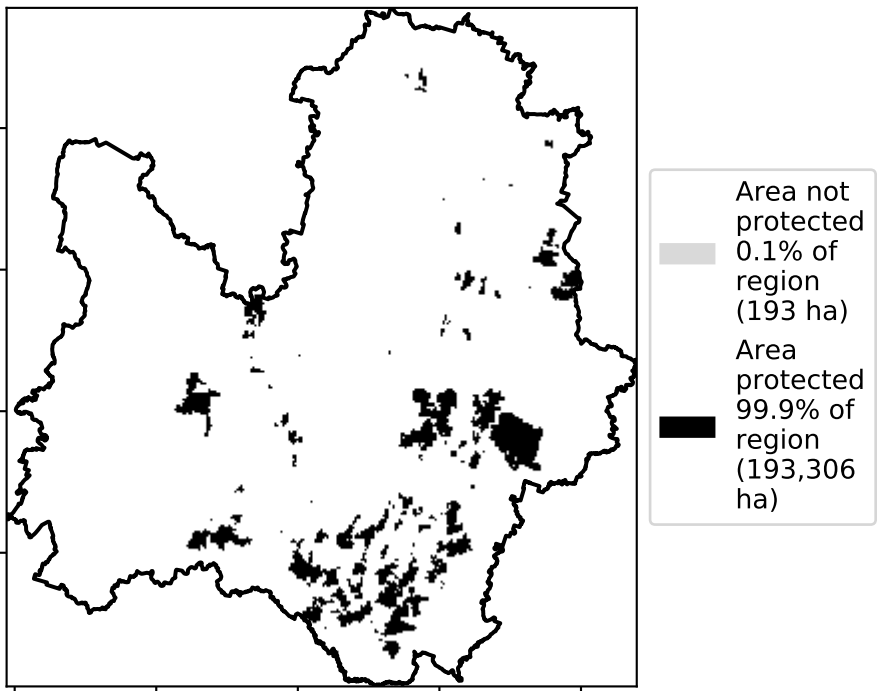 Area not
protected
0.1% of
region
(193 ha)
Area
protected
99.9% of
region
(193,306
ha)